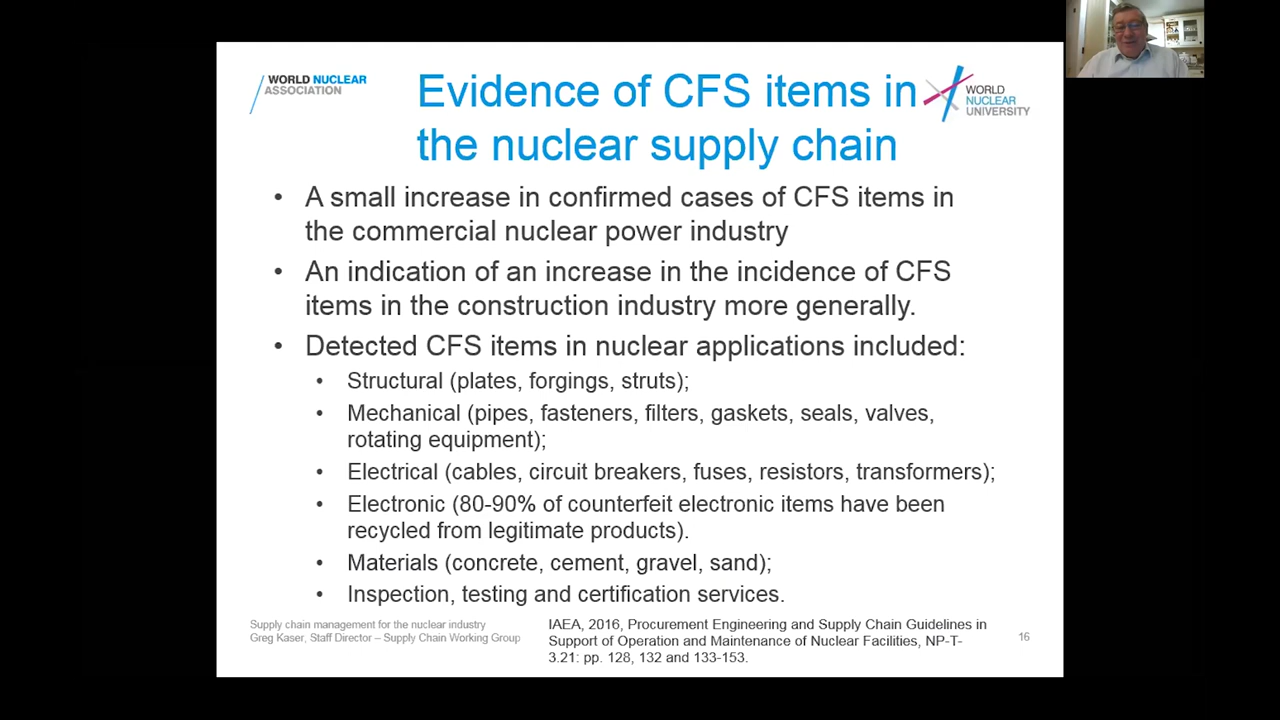 WORLD NUCLEAR
ASSOCIATION
Evidence of CFS items in
the nuclear supply chain
WORLD
NUCLEAR
UNIVERSITY
• A small increase in confirmed cases of CFS items in
the commercial nuclear power industry
• An indication of an increase in the incidence of CFS
items in the construction industry more generally.
• Detected CFS items in nuclear applications included:
• Structural (plates, forgings, struts);
• Mechanical (pipes, fasteners, filters, gaskets, seals, valves,
rotating equipment);
• Electrical (cables, circuit breakers, fuses, resistors, transformers);
• Electronic (80-90% of counterfeit electronic items have been
recycled from legitimate products).
• Materials (concrete, cement, gravel, sand);
• Inspection, testing and certification services.
Supply chain management for the nuclear industry
Greg Kaser, Staff Director – Supply Chain Working Group
IAEA, 2016, Procurement Engineering and Supply Chain Guidelines in
Support of Operation and Maintenance of Nuclear Facilities, NP-T-
3.21: pp. 128, 132 and 133-153.
16